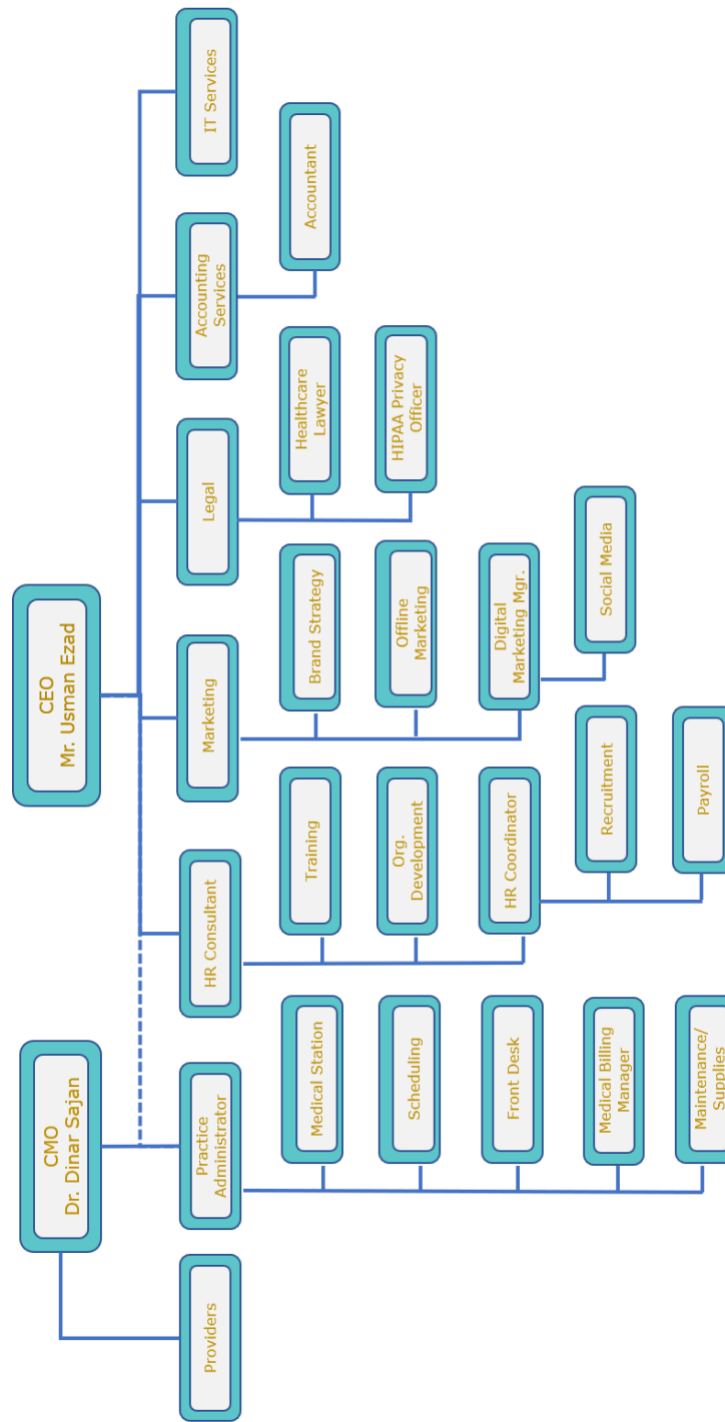 CMO
Dr. Dinar Sajan
CEO
Mr. Usman Ezad
Providers
Practice
Administrator
HR Consultant
Marketing
Legal
Accounting
Services
IT Services
Medical Station
Scheduling
Front Desk
Medical Billing
Manager
Maintenance/
Supplies
Training
Org.
Development
HR Coordinator
Recruitment
Payroll
Brand Strategy
Offline
Marketing
Digital
Marketing Mgr.
Social Media
Healthcare
Lawyer
HIPAA Privacy
Officer
Accountant